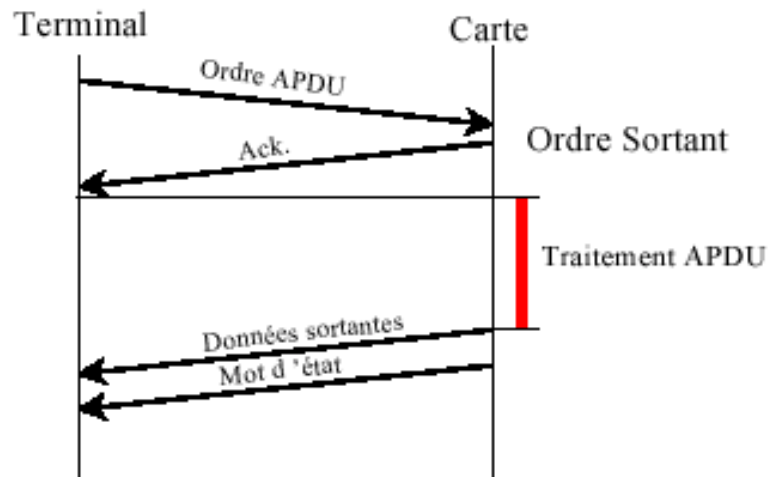 Terminal
Carte
Ordre APDU
Ordre Sortant
Ack.
Traitement APDU
Données sortantes
Mot d 'état